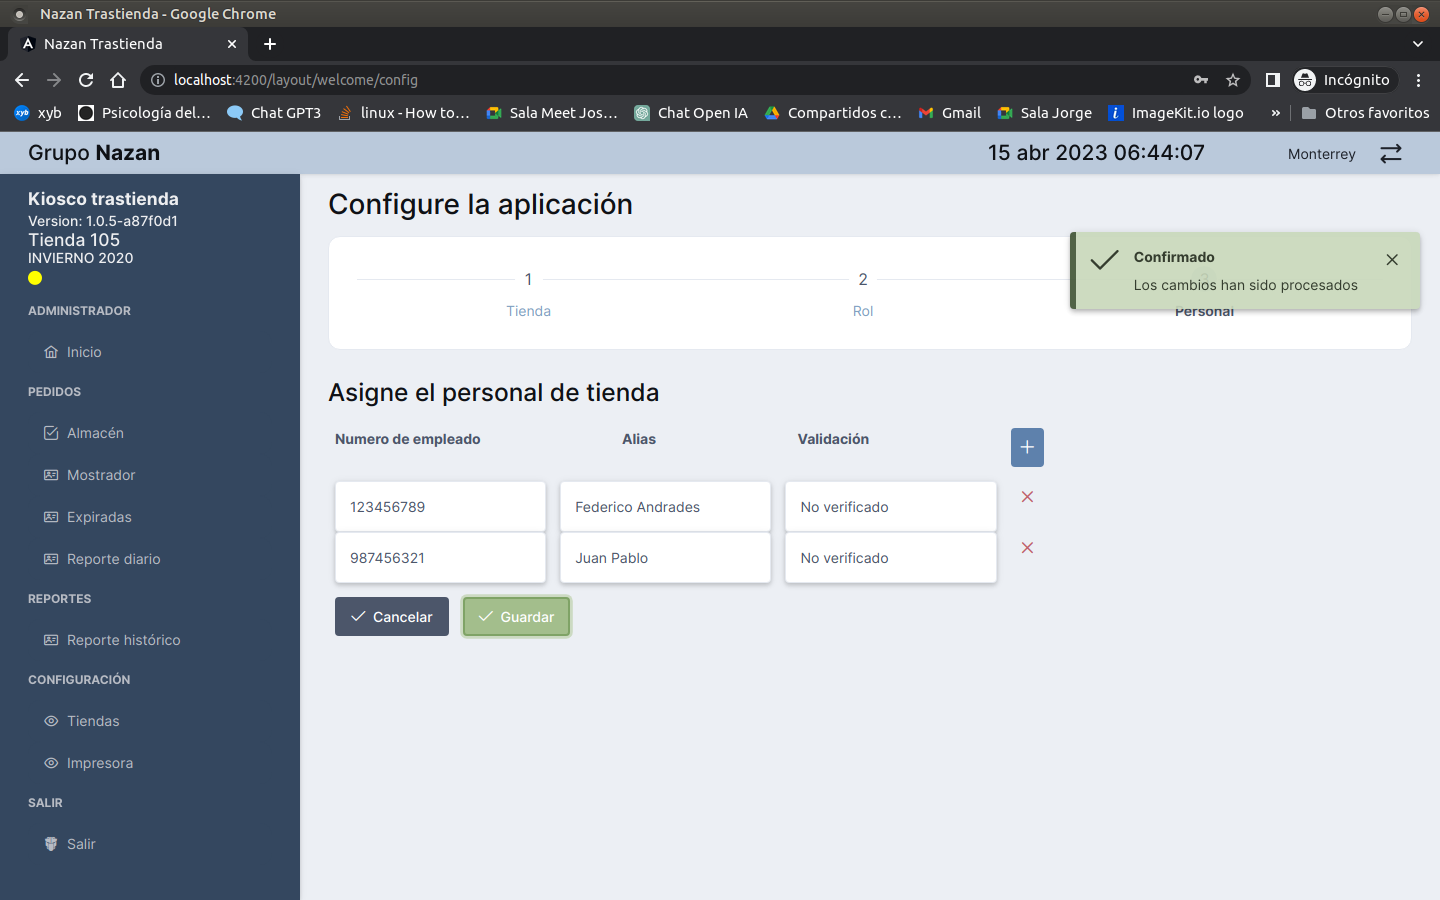 Nazan Trastienda - Google Chrome
Nazan Trastienda
localhost:4200/layout/welcome/config
Incógnito
xyb
Psicología del...
Chat GPT3
linux - How to...
Sala Meet Jos...
Chat Open IA
Compartidos c...
Gmail
Sala Jorge
ImageKit.io logo
»
Otros favoritos
Grupo Nazan
15 abr 2023 06:44:07
Monterrey
Kiosco trastienda
Version: 1.0.5-a87f0d1
Tienda 105
INVIERNO 2020
ADMINISTRADOR
Inicio
PEDIDOS
Almacén
Mostrador
Expiradas
Reporte diario
REPORTES
Reporte histórico
CONFIGURACIÓN
Tiendas
Impresora
SALIR
Salir
Configure la aplicación
1
Tienda
2
Rol
3
Personal
Confirmado
Los cambios han sido procesados
Asigne el personal de tienda
Numero de empleado Alias Validación
123456789 Federico Andrades No verificado
987456321 Juan Pablo No verificado
Cancelar Guardar